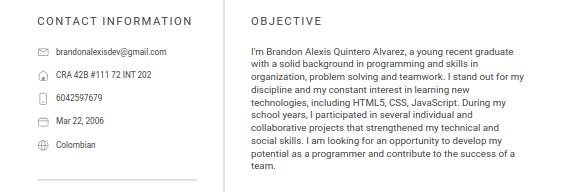 CONTACT INFORMATION
brandonalexisdev@gmail.com
CRA 42B #111 72 INT 202
6042597679
Mar 22, 2006
Colombian
OBJECTIVE
I'm Brandon Alexis Quintero Alvarez, a young recent graduate
with a solid background in programming and skills in
organization, problem solving and teamwork. I stand out for my
discipline and my constant interest in learning new
technologies, including HTML5, CSS, JavaScript. During my
school years, I participated in several individual and
collaborative projects that strengthened my technical and
social skills. I am looking for an opportunity to develop my
potential as a programmer and contribute to the success of a
team.